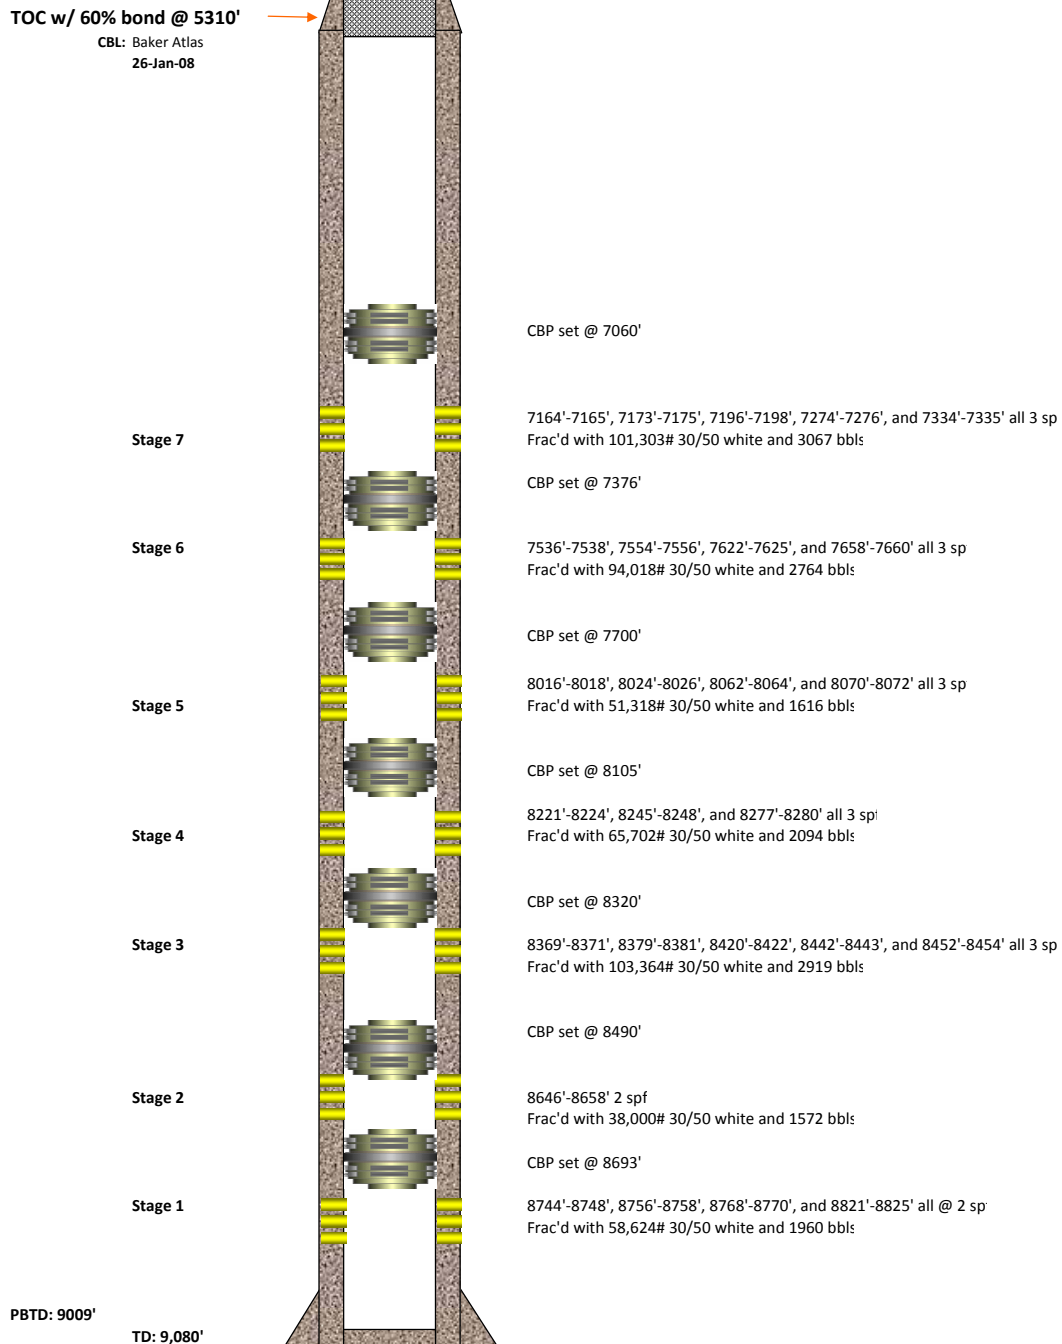 TOC w/ 60% bond @ 5310'
CBL: Baker Atlas
26-Jan-08
CBP set @ 7060'
7164'-7165', 7173'-7175', 7196'-7198', 7274'-7276', and 7334'-7335' all 3 sp
Stage 7
Frac'd with 101,303# 30/50 white and 3067 bbls
CBP set @ 7376'
Stage 6
7536'-7538', 7554'-7556', 7622'-7625', and 7658'-7660' all 3 sp
Frac'd with 94,018# 30/50 white and 2764 bbls
CBP set @ 7700'
8016'-8018', 8024'-8026', 8062'-8064', and 8070'-8072' all 3 sp
Stage 5
Frac'd with 51,318# 30/50 white and 1616 bbls
CBP set @ 8105'
8221'-8224', 8245'-8248', and 8277'-8280' all 3 spf
Stage 4
Frac'd with 65,702# 30/50 white and 2094 bbls
CBP set @ 8320'
Stage 3
8369'-8371', 8379'-8381', 8420'-8422', 8442'-8443', and 8452'-8454' all 3 sp
Frac'd with 103,364# 30/50 white and 2919 bbls
CBP set @ 8490'
Stage 2
8646'-8658' 2 spf
Frac'd with 38,000# 30/50 white and 1572 bbls
CBP set @ 8693'
Stage 1
8744'-8748', 8756'-8758', 8768'-8770', and 8821'-8825' all @ 2 spf
Frac'd with 58,624# 30/50 white and 1960 bbls
PBTD: 9009'
TD: 9,080'